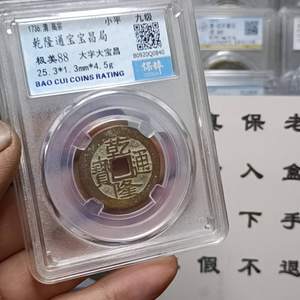 1736 清 高宗 小平 九级
乾隆通宝宝昌局
极美88 大字大宝昌
25.3*1.3mm*4.5g
BAO CUI COINS RATING
保粹
乾隆通寶
真 保 老
人 盒
手 下
假 不 退